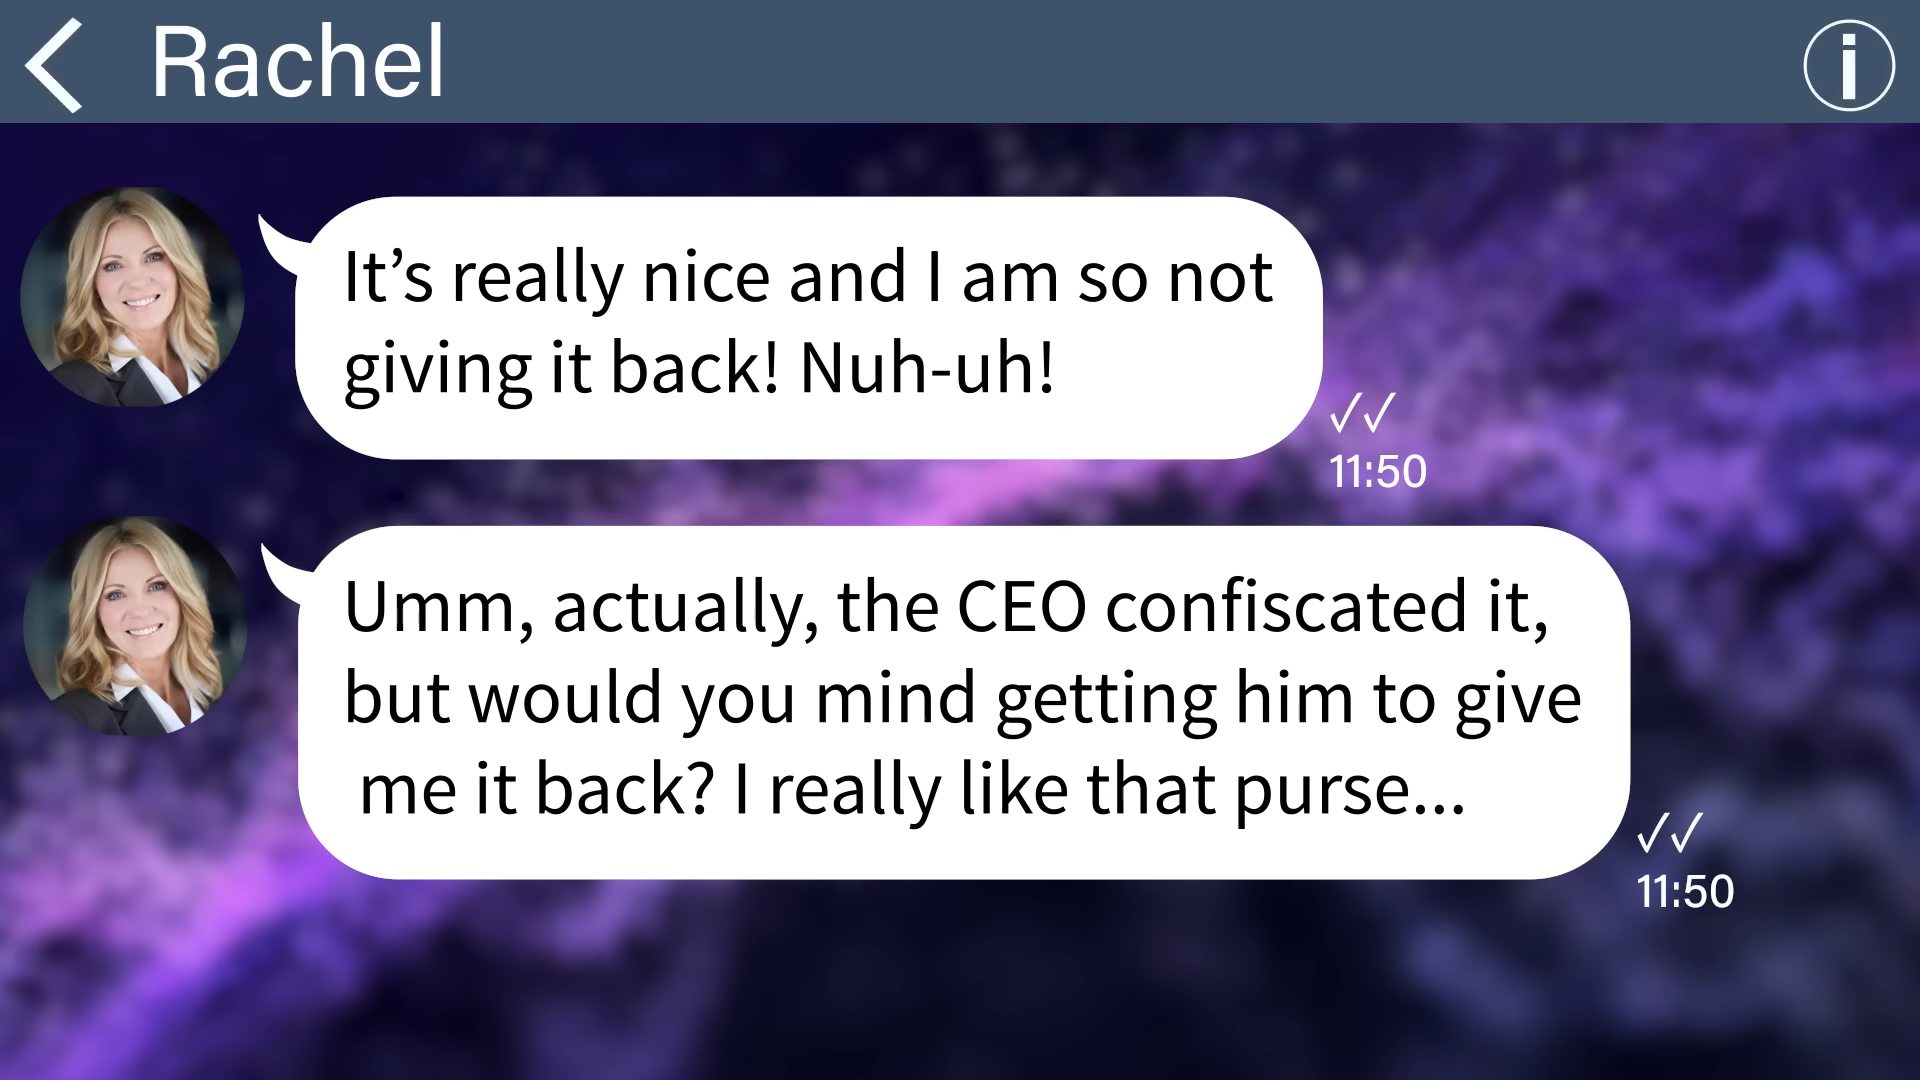 Rachel
It’s really nice and I am so not
giving it back! Nuh-uh!
11:50
Umm, actually, the CEO confiscated it,
but would you mind getting him to give
me it back? I really like that purse...
11:50